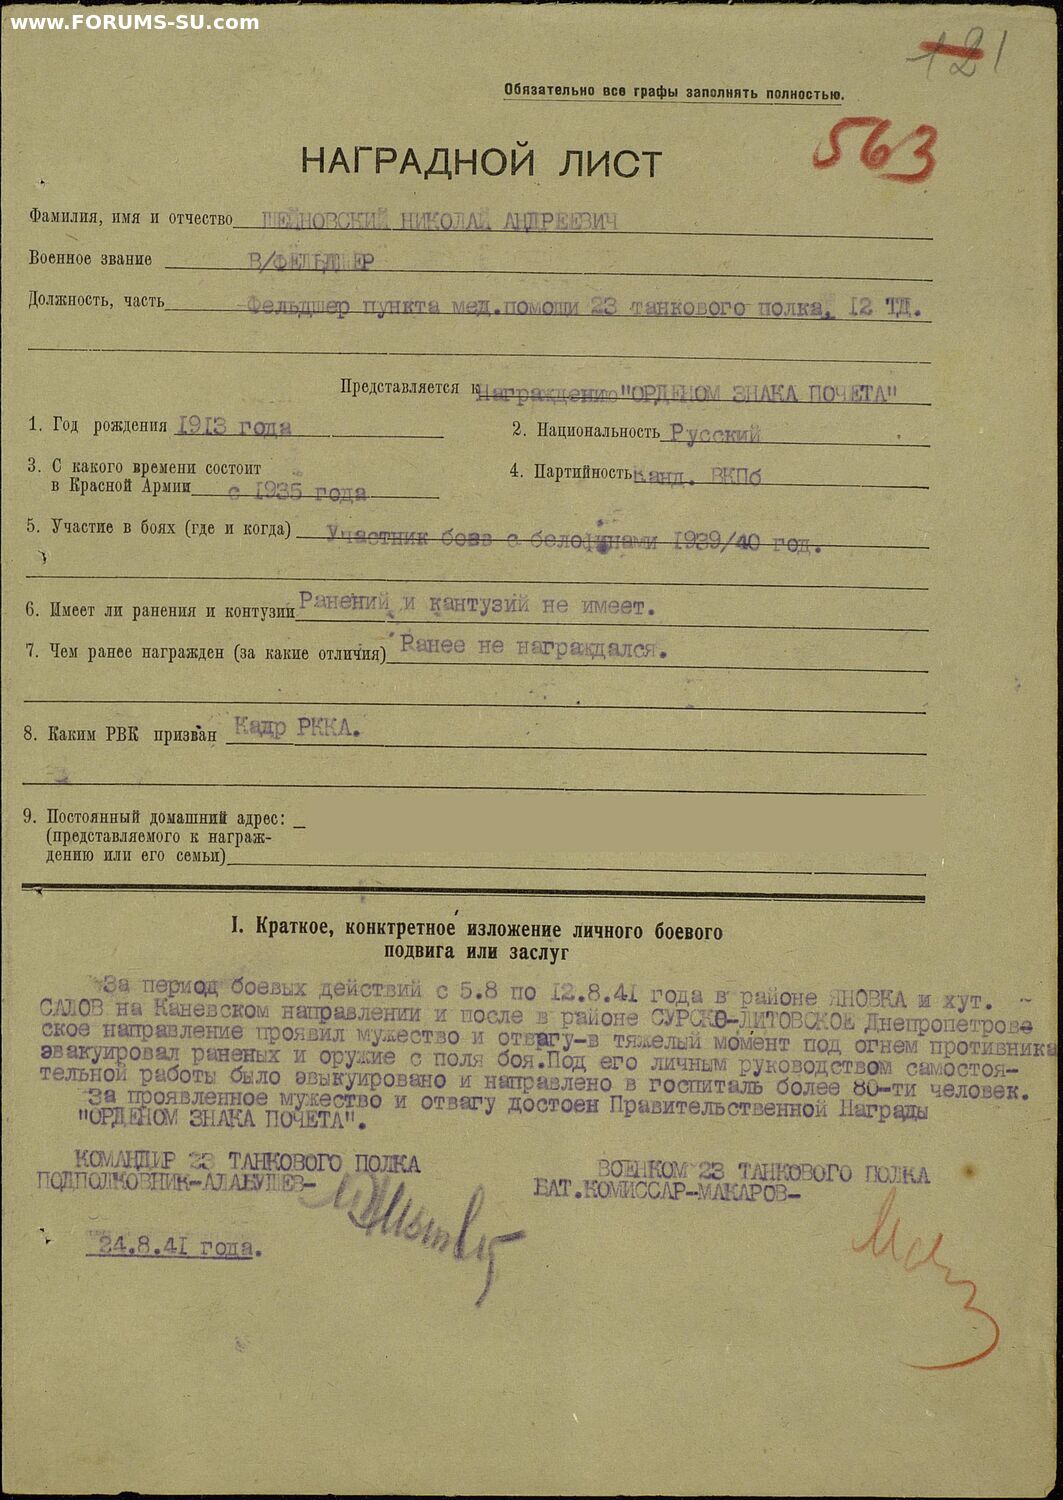 www.FORUMS-SU.com
121
Обязательно все графы заполнять полностью.
563
НАГРАДНОЙ ЛИСТ
Фамилия, имя и отчество ШЕЙНОВСКИЙ НИКОЛАЙ АНДРЕЕВИЧ
Военное звание В/ФЕЛЬДШЕР
Должность, часть Фельдшер пункта мед.помощи 23 танкового полка, 12 ТД.
Представляется к Награждению "ОРДЕНОМ ЗНАКА ПОЧЕТА"
1. Год рождения 1913 года 2. Национальность Русский
3. С какого времени состоит
в Красной Армии с 1935 года 4. Партийность Канд. ВКПб
5. Участие в боях (где и когда) Участник боев с белофинами 1939/40 год.
6. Имеет ли ранения и контузии Ранений и кантузий не имеет.
7. Чем ранее награжден (за какие отличия) Ранее не награждался.
8. Каким РВК призван Кадр РККА.
9. Постоянный домашний адрес:
(представляемого к награж-
дению или его семьи)
I. Краткое, конктретное изложение личного боевого
подвига или заслуг
За период боевых действий с 5.8 по 12.8.41 года в районе ЯНОВКА и хут.
САДОВ на Каневском направлении и после в районе СУРСКО-ЛИТОВСКОЕ Днепропетрове
ское направление проявил мужество и отвагу-в тяжелый момент под огнем противника
эвакуировал раненых и оружие с поля боя.Под его личным руководством самостоя-
тельной работы было эвыкуировано и направлено в госпиталь более 80-ти человек.
За проявленное мужество и отвагу достоен Правительственной Награды
"ОРДЕНОМ ЗНАКА ПОЧЕТА".
КОМАНДИР 23 ТАНКОВОГО ПОЛКА
ПОДПОЛКОВНИК-АЛАБУШЕВ-
ВОЕНКОМ 23 ТАНКОВОГО ПОЛКА
БАТ.КОМИССАР-МАКАРОВ-
24.8.41 года.